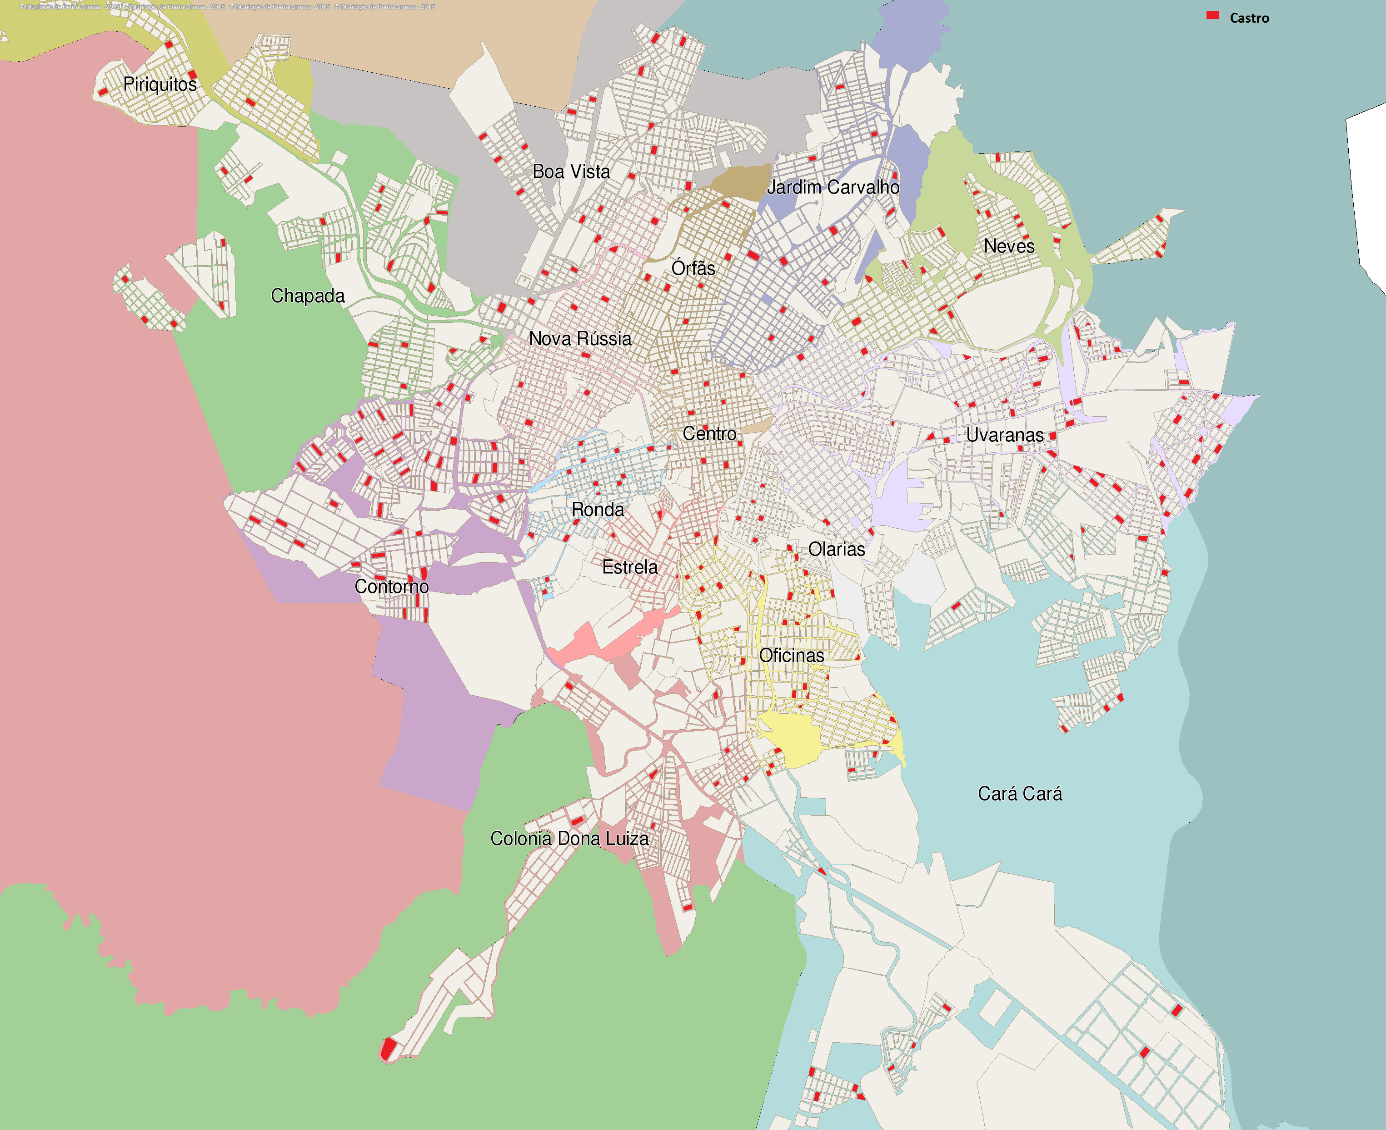 Castro
Piriquitos
Boa Vista
Jardim Carvalho
Neves
Órfãs
Chapada
Nova Rússia
Centro
Uvaranas
Ronda
Olarias
Estrela
Contorno
Oficinas
Cará Cará
Colonia Dona Luiza